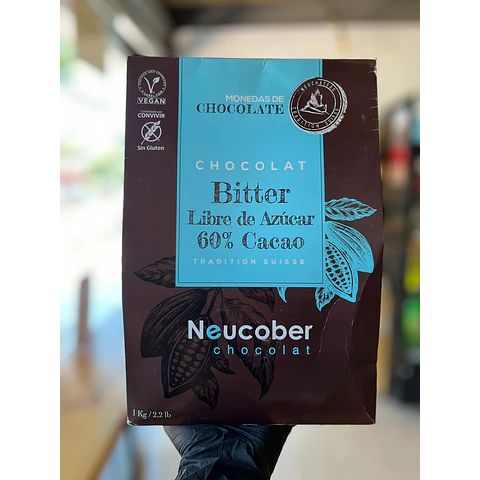 VEGAN
CONVIVIR
Sin Gluten
MONEDAS DE
CHOCOLATE
CHOCOLAT
Bitter
Libre de Azúcar
60% Cacao
TRADITION SUISSE
Neucober
chocolat
1 Kg / 2,2 lb